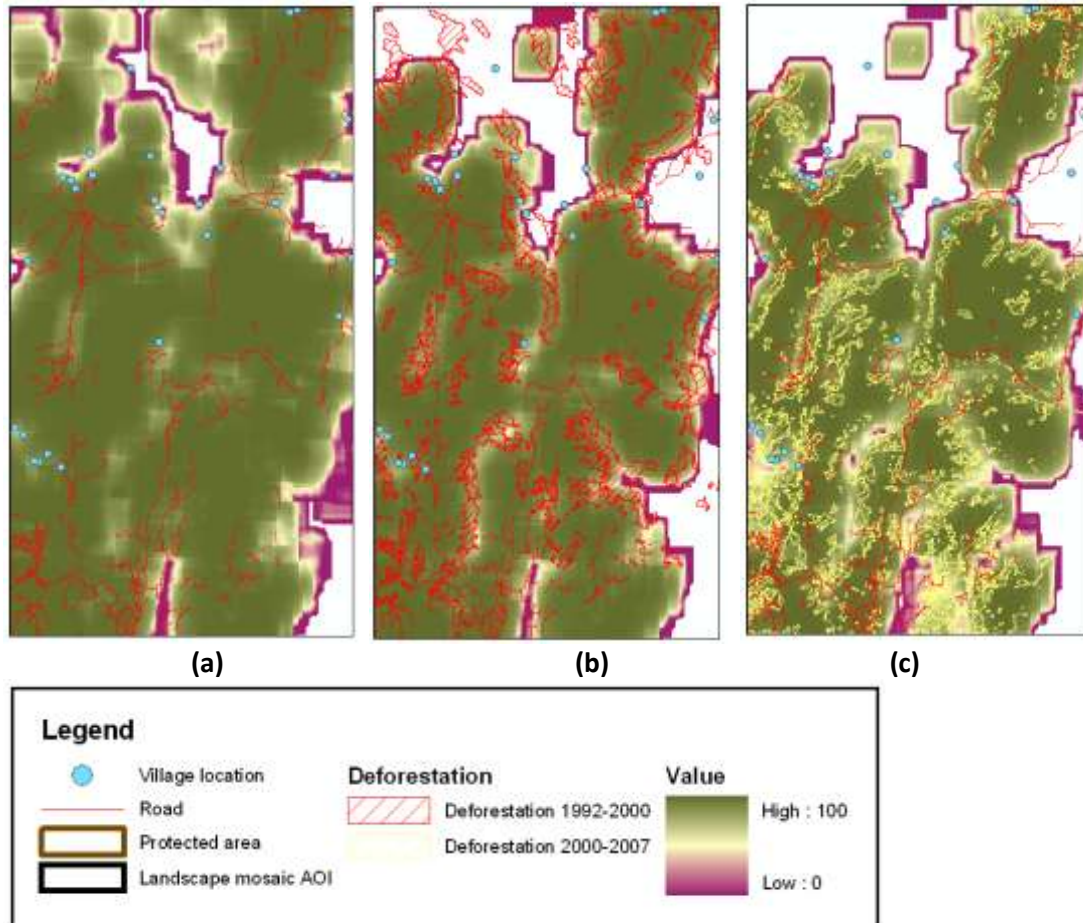 (a)
(b)
(c)
Legend
Village location
Road
Protected area
Landscape mosaic AOI
Deforestation
Deforestation 1992-2000
Deforestation 2000-2007
Value
High : 100
Low : 0